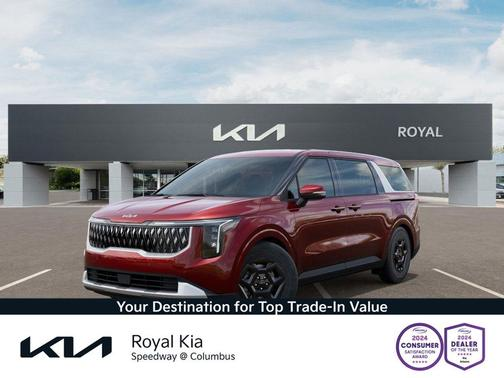 KIA
ROYAL
Your Destination for Top Trade-In Value
KIA
Royal Kia
Speedway @ Columbus
2024
CONSUMER
SATISFACTION AWARD
2024
DEALER
OF THE YEAR